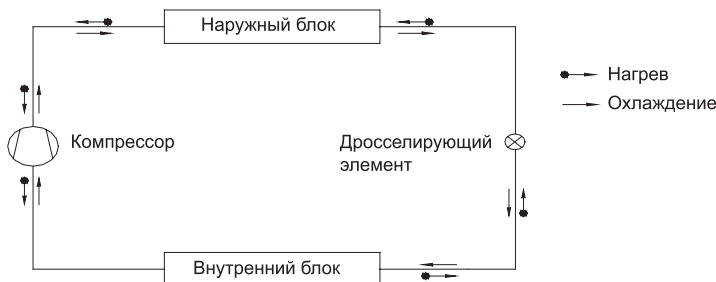 Наружный блок
Нагрев
Охлаждение
Компрессор
Дросселирующий
элемент
Внутренний блок